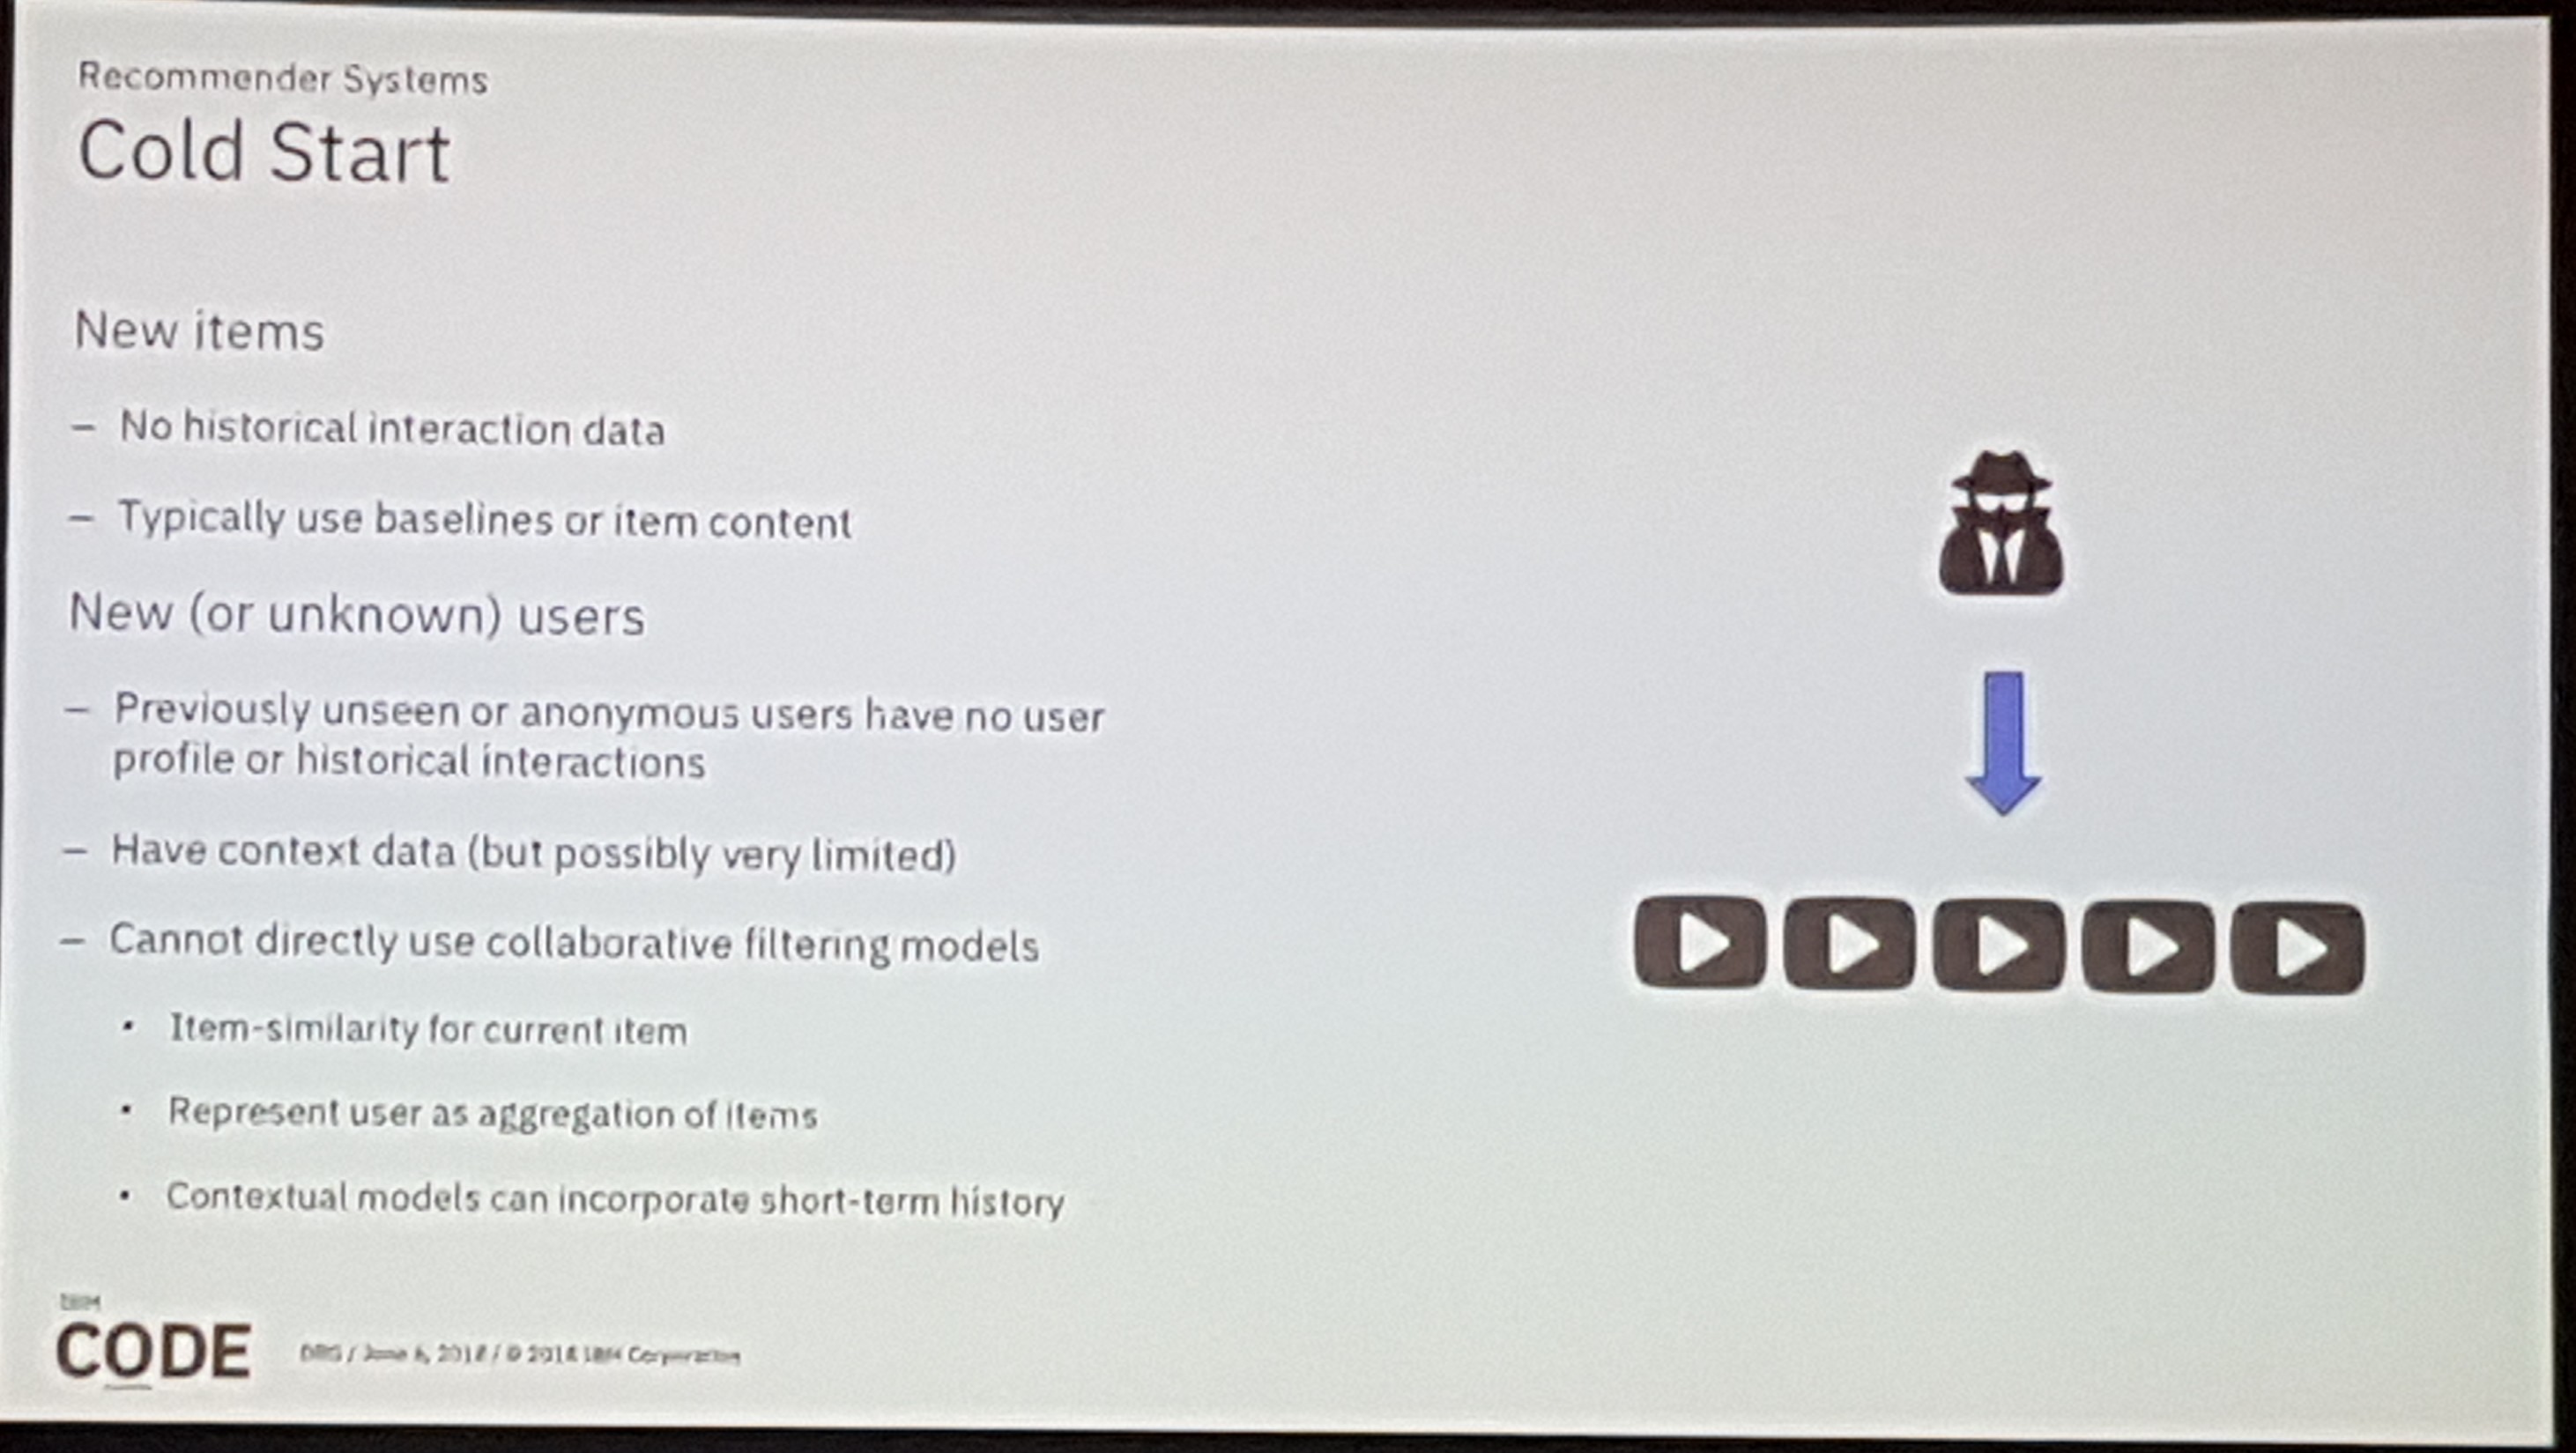 Recommender Systems
Cold Start
New items
– No historical interaction data
– Typically use baselines or item content
New (or unknown) users
– Previously unseen or anonymous users have no user
profile or historical interactions
– Have context data (but possibly very limited)
– Cannot directly use collaborative filtering models
• Item-similarity for current item
• Represent user as aggregation of items
• Contextual models can incorporate short-term history
IBM
CODE
DBG / June 6, 2018 / © 2018 IBM Corporation